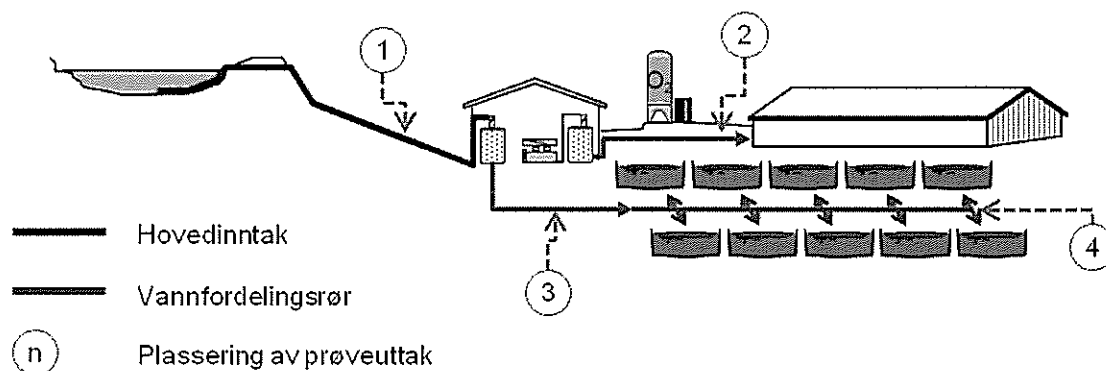 1
2
O2
3
4
Hovedinntak
Vannfordelingsrør
n Plassering av prøveuttak